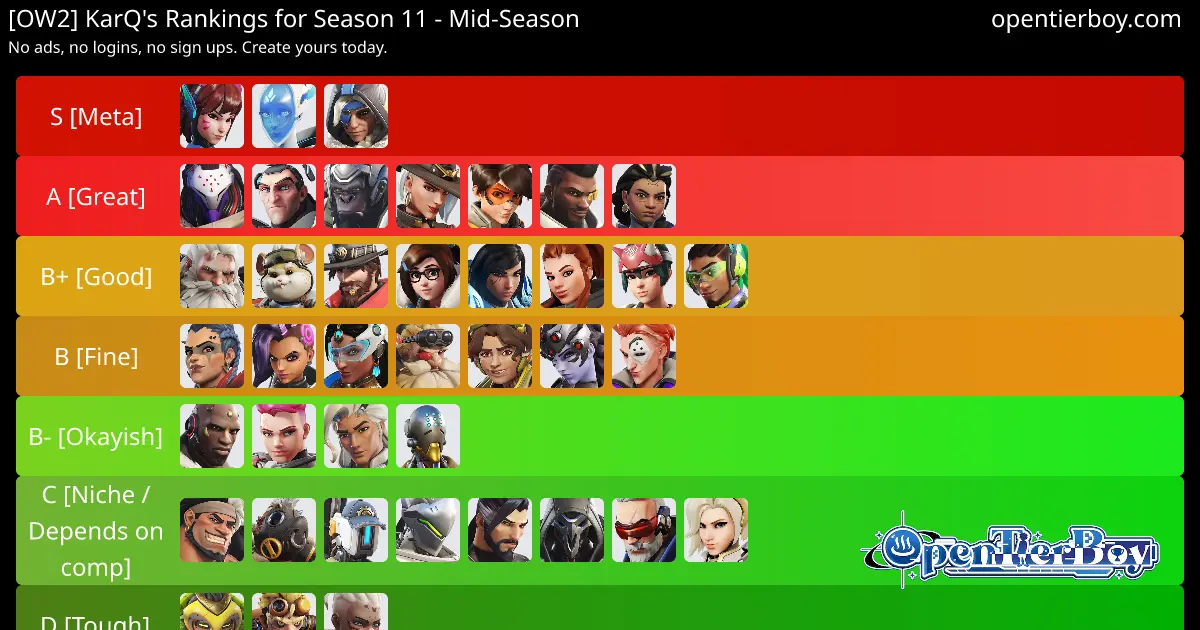 [OW2] KarQ's Rankings for Season 11 - Mid-Season
opentierboy.com
No ads, no logins, no sign ups. Create yours today.
S [Meta]
A [Great]
B+ [Good]
B [Fine]
B- [Okayish]
C [Niche /
Depends on
comp]
OpenTierBoy
D [Tough]